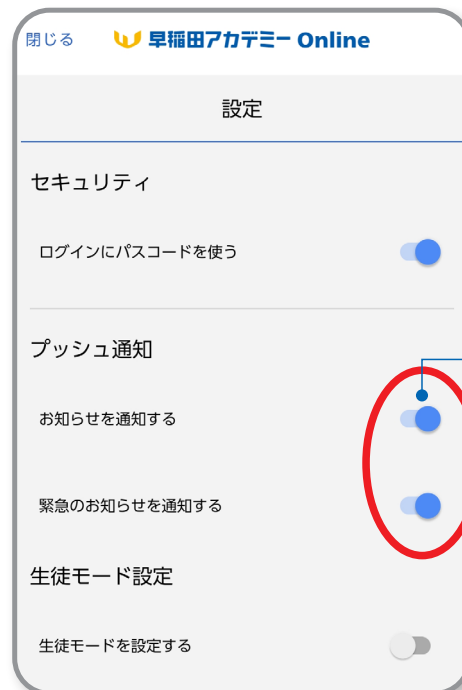 閉じる
早稲田アカデミー Online
設定
セキュリティ
ログインにパスコードを使う
プッシュ通知
お知らせを通知する
緊急のお知らせを通知する
生徒モード設定
生徒モードを設定する